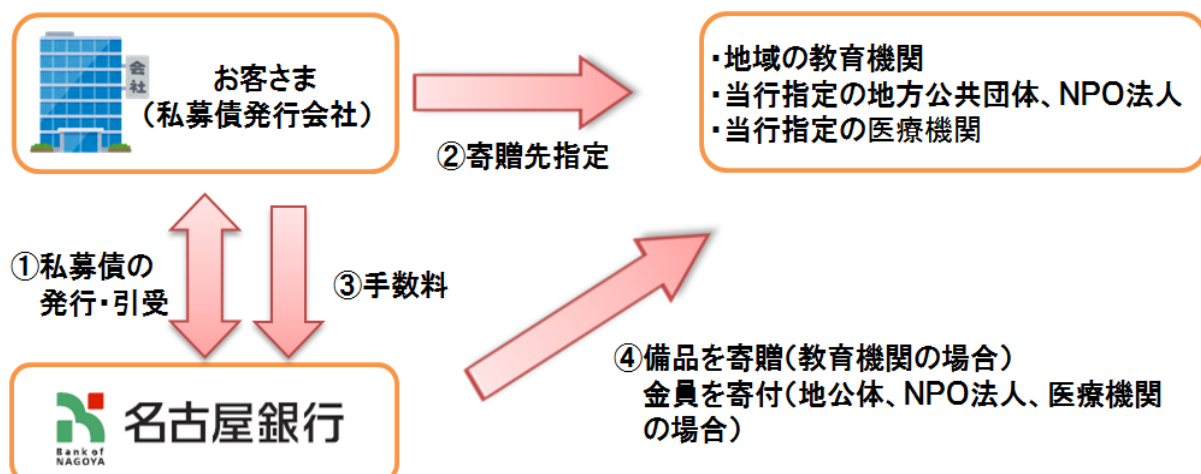 会社
お客さま
（私募債発行会社）
・地域の教育機関
・当行指定の地方公共団体、NPO法人
・当行指定の医療機関
②寄贈先指定
①私募債の
発行・引受
③手数料
④備品を寄贈（教育機関の場合）
金員を寄付（地公体、NPO法人、医療機関
の場合）
Bank of
NAGOYA
名古屋銀行